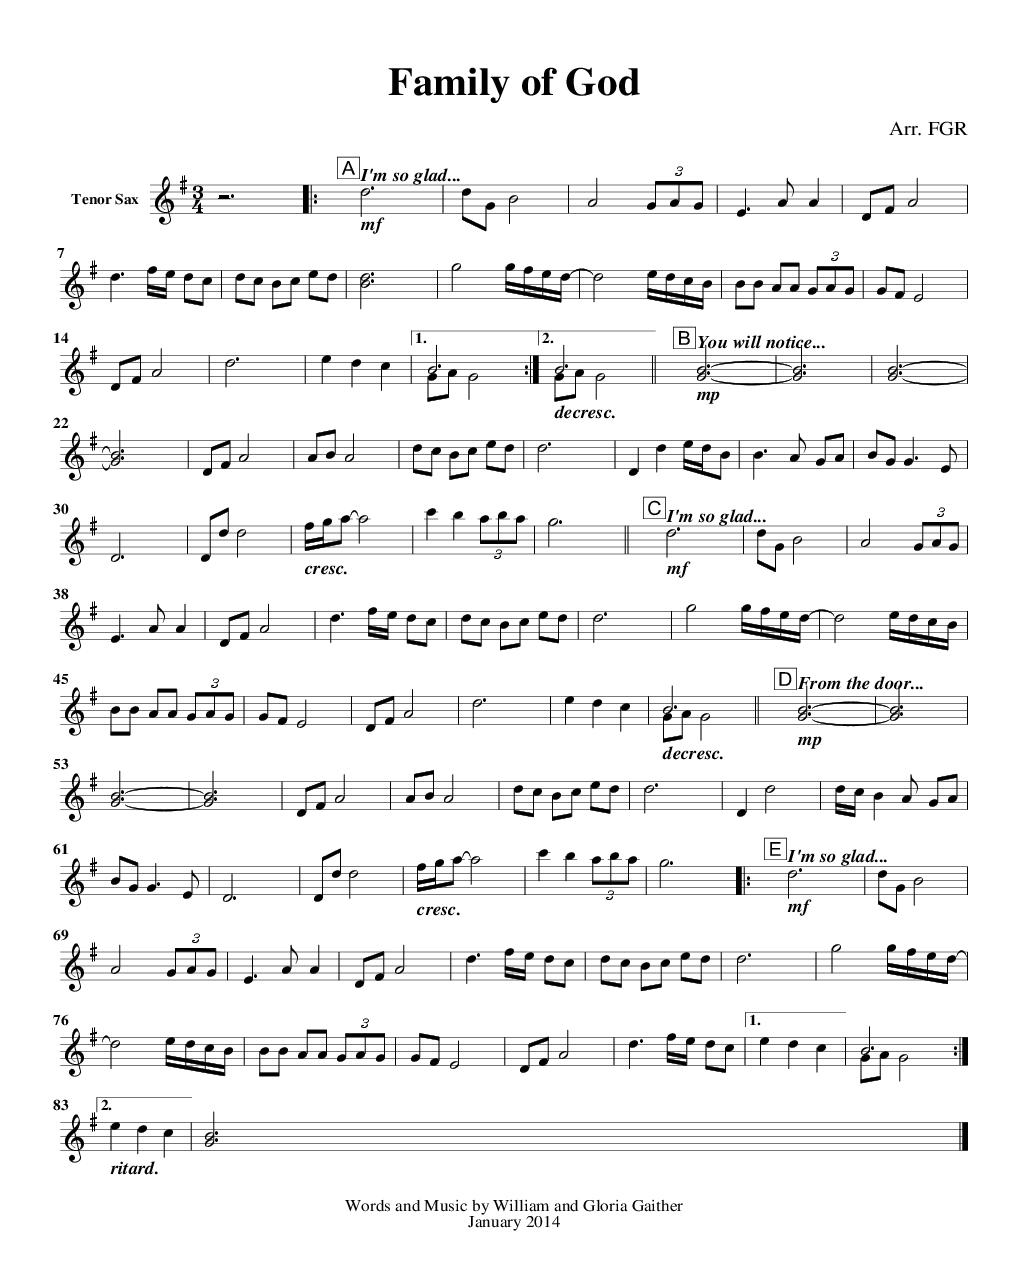 Family of God
Arr. FGR
A I'm so glad...
3
Tenor Sax 3 4
mf
7
3
14
1. 2. B You will notice...
decresc. mp
22
30
C I'm so glad...
3
3
cresc. mf
38
45
3
D From the door...
decresc. mp
53
61
E I'm so glad...
3
cresc. mf
69
3
76
3
1.
83
2.
ritard.
Words and Music by William and Gloria Gaither
January 2014